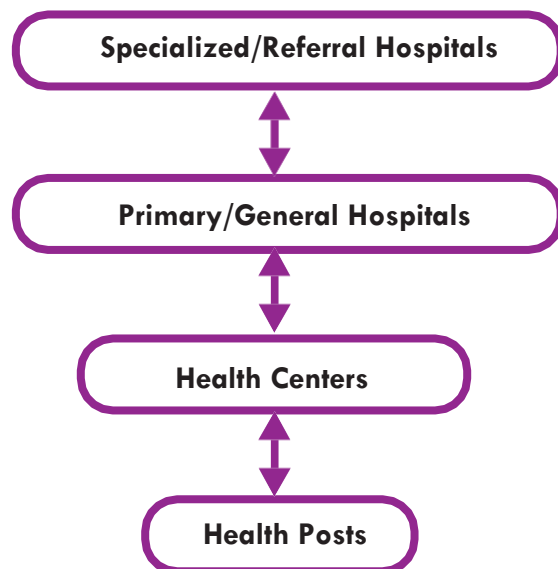 Specialized/Referral Hospitals
Primary/General Hospitals
Health Centers
Health Posts